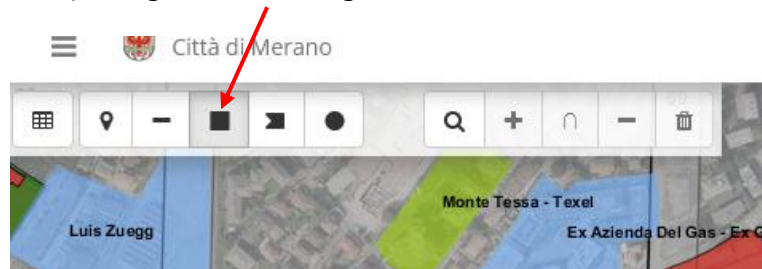 Città di Merano
Monte Tessa - Texel
Luis Zuegg
Ex Azienda Del Gas - Ex G